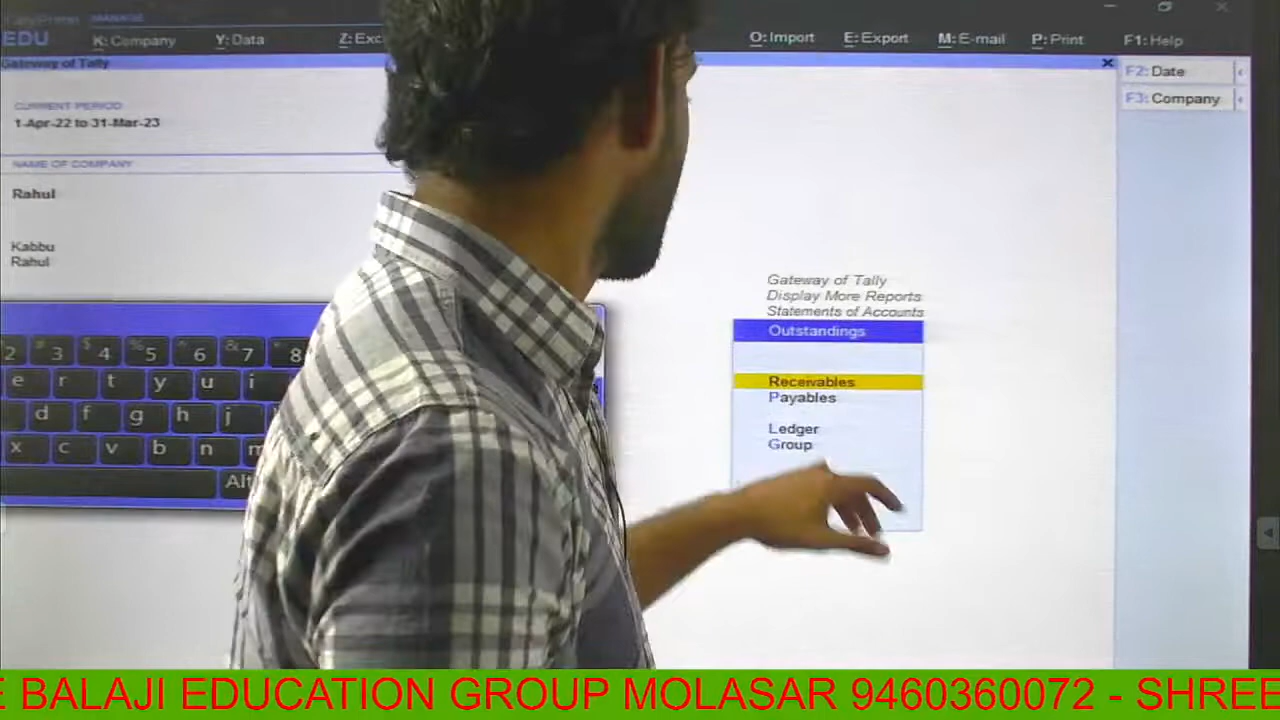 TallyPrime MANAGE
EDU K: Company Y: Data Z: Exc O: Import E: Export M: E-mail P: Print F1: Help
Gateway of Tally
F2: Date
F3: Company
CURRENT PERIOD
1-Apr-22 to 31-Mar-23
NAME OF COMPANY
Rahul
Kabbu
Rahul
Gateway of Tally
Display More Reports
Statements of Accounts
Outstandings
Receivables
Payables
Ledger
Group
2 # 3 $ 4 % 5 ^ 6 & 7 * 8
e r t y u i
d f g h j
x c v b n m
Alt
E BALAJI EDUCATION GROUP MOLASAR 9460360072 - SHREE